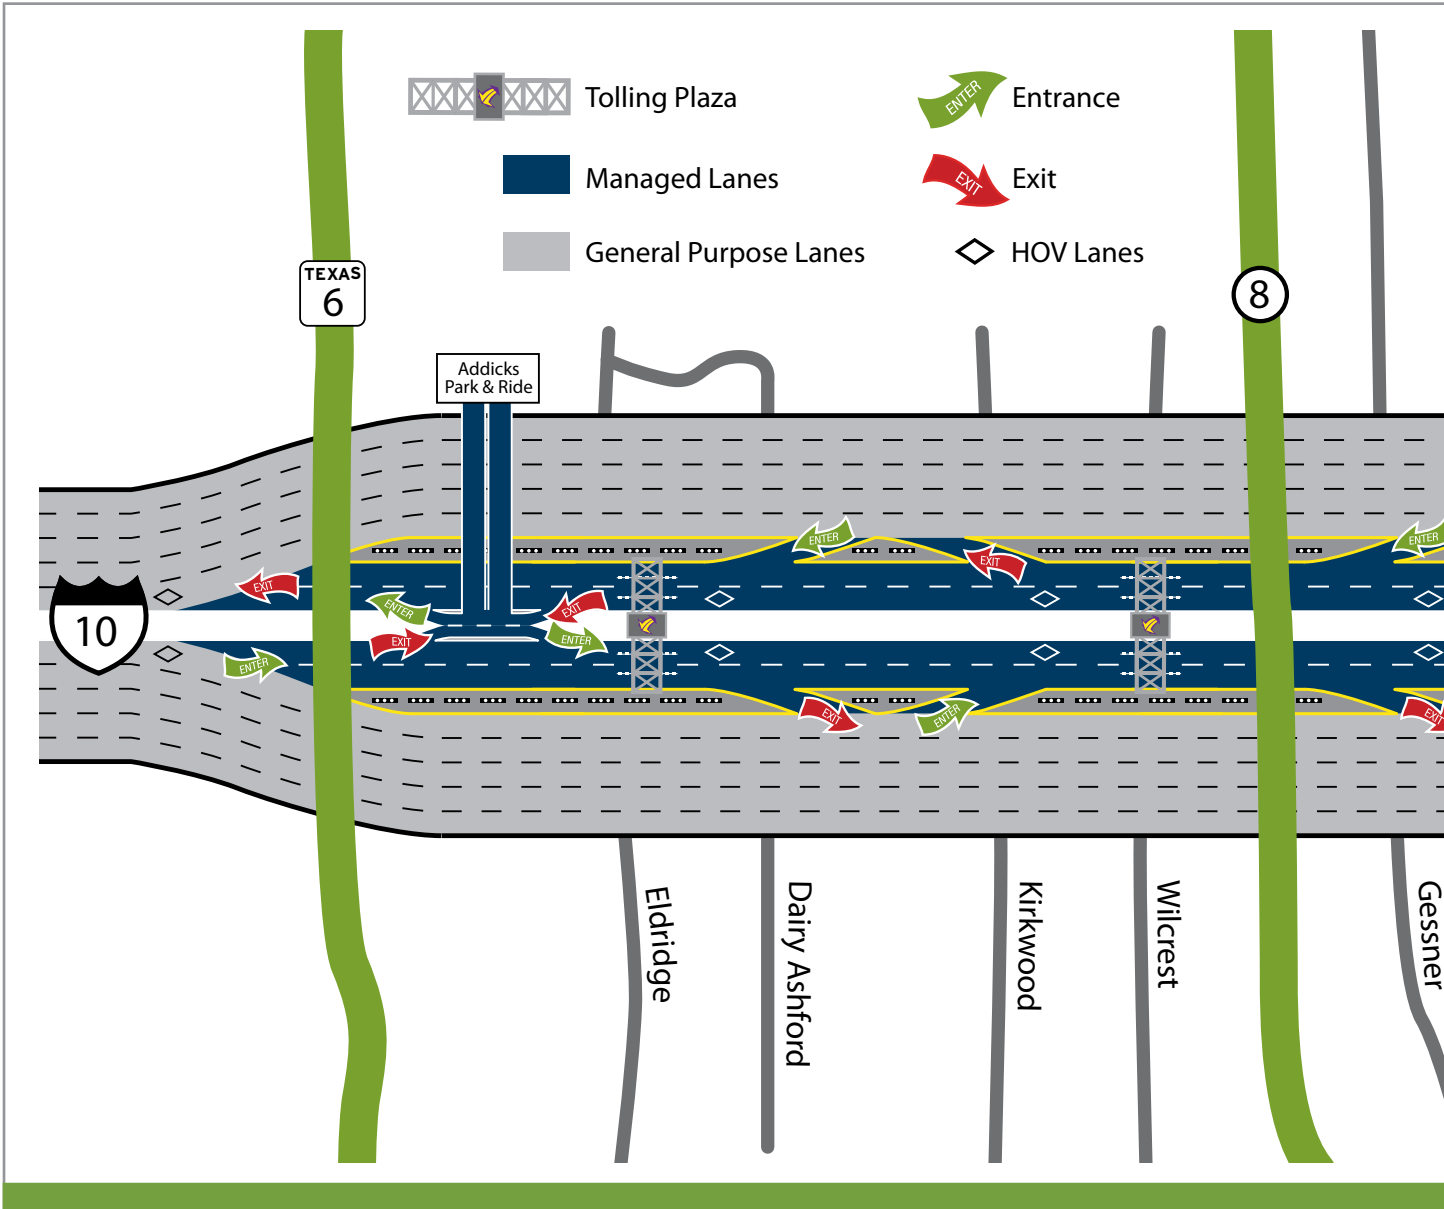 Tolling Plaza
ENTER
Entrance
Managed Lanes
EXIT
Exit
General Purpose Lanes
HOV Lanes
TEXAS
6
8
Addicks
Park & Ride
ENTER
EXIT
ENTER
EXIT
ENTER
EXIT
10
EXIT
ENTER
ENTER
EXIT
ENTER
EXIT
Eldridge
Dairy Ashford
Kirkwood
Wilcrest
Gessner